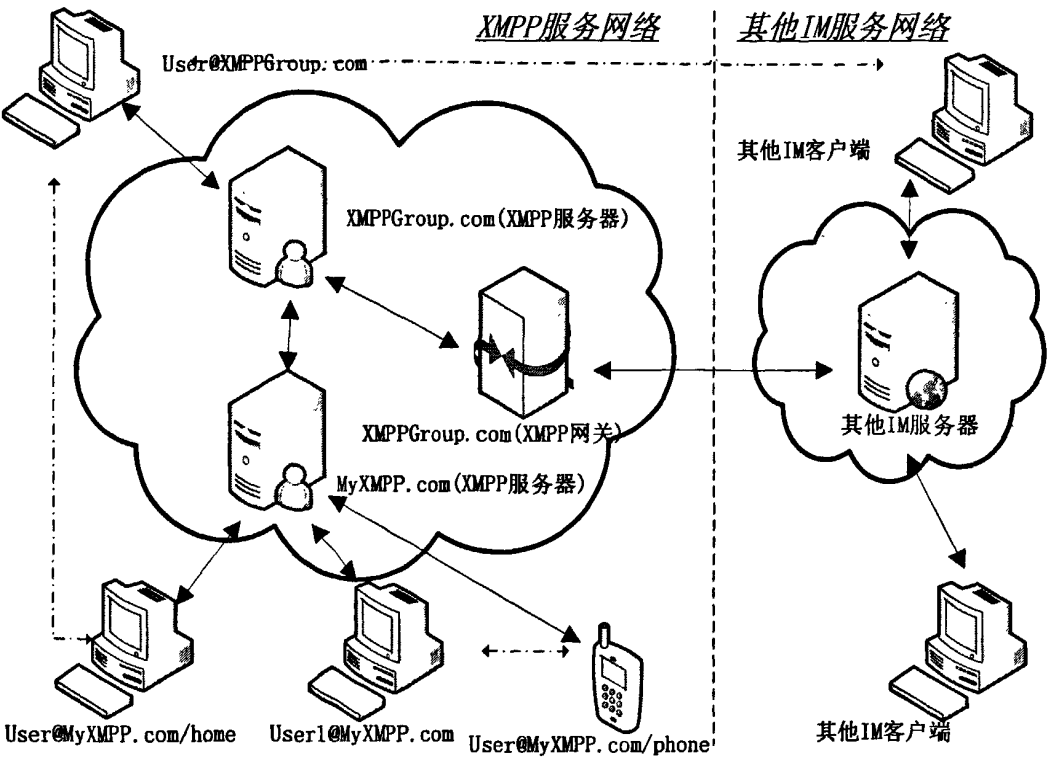 XMPP服务网络
其他IM服务网络
User@XMPPGroup.com
其他IM客户端
XMPPGroup.com(XMPP服务器)
XMPPGroup.com(XMPP网关)
其他IM服务器
MyXMPP.com(XMPP服务器)
User@MyXMPP.com/home
User1@MyXMPP.com
User@MyXMPP.com/phone
其他IM客户端